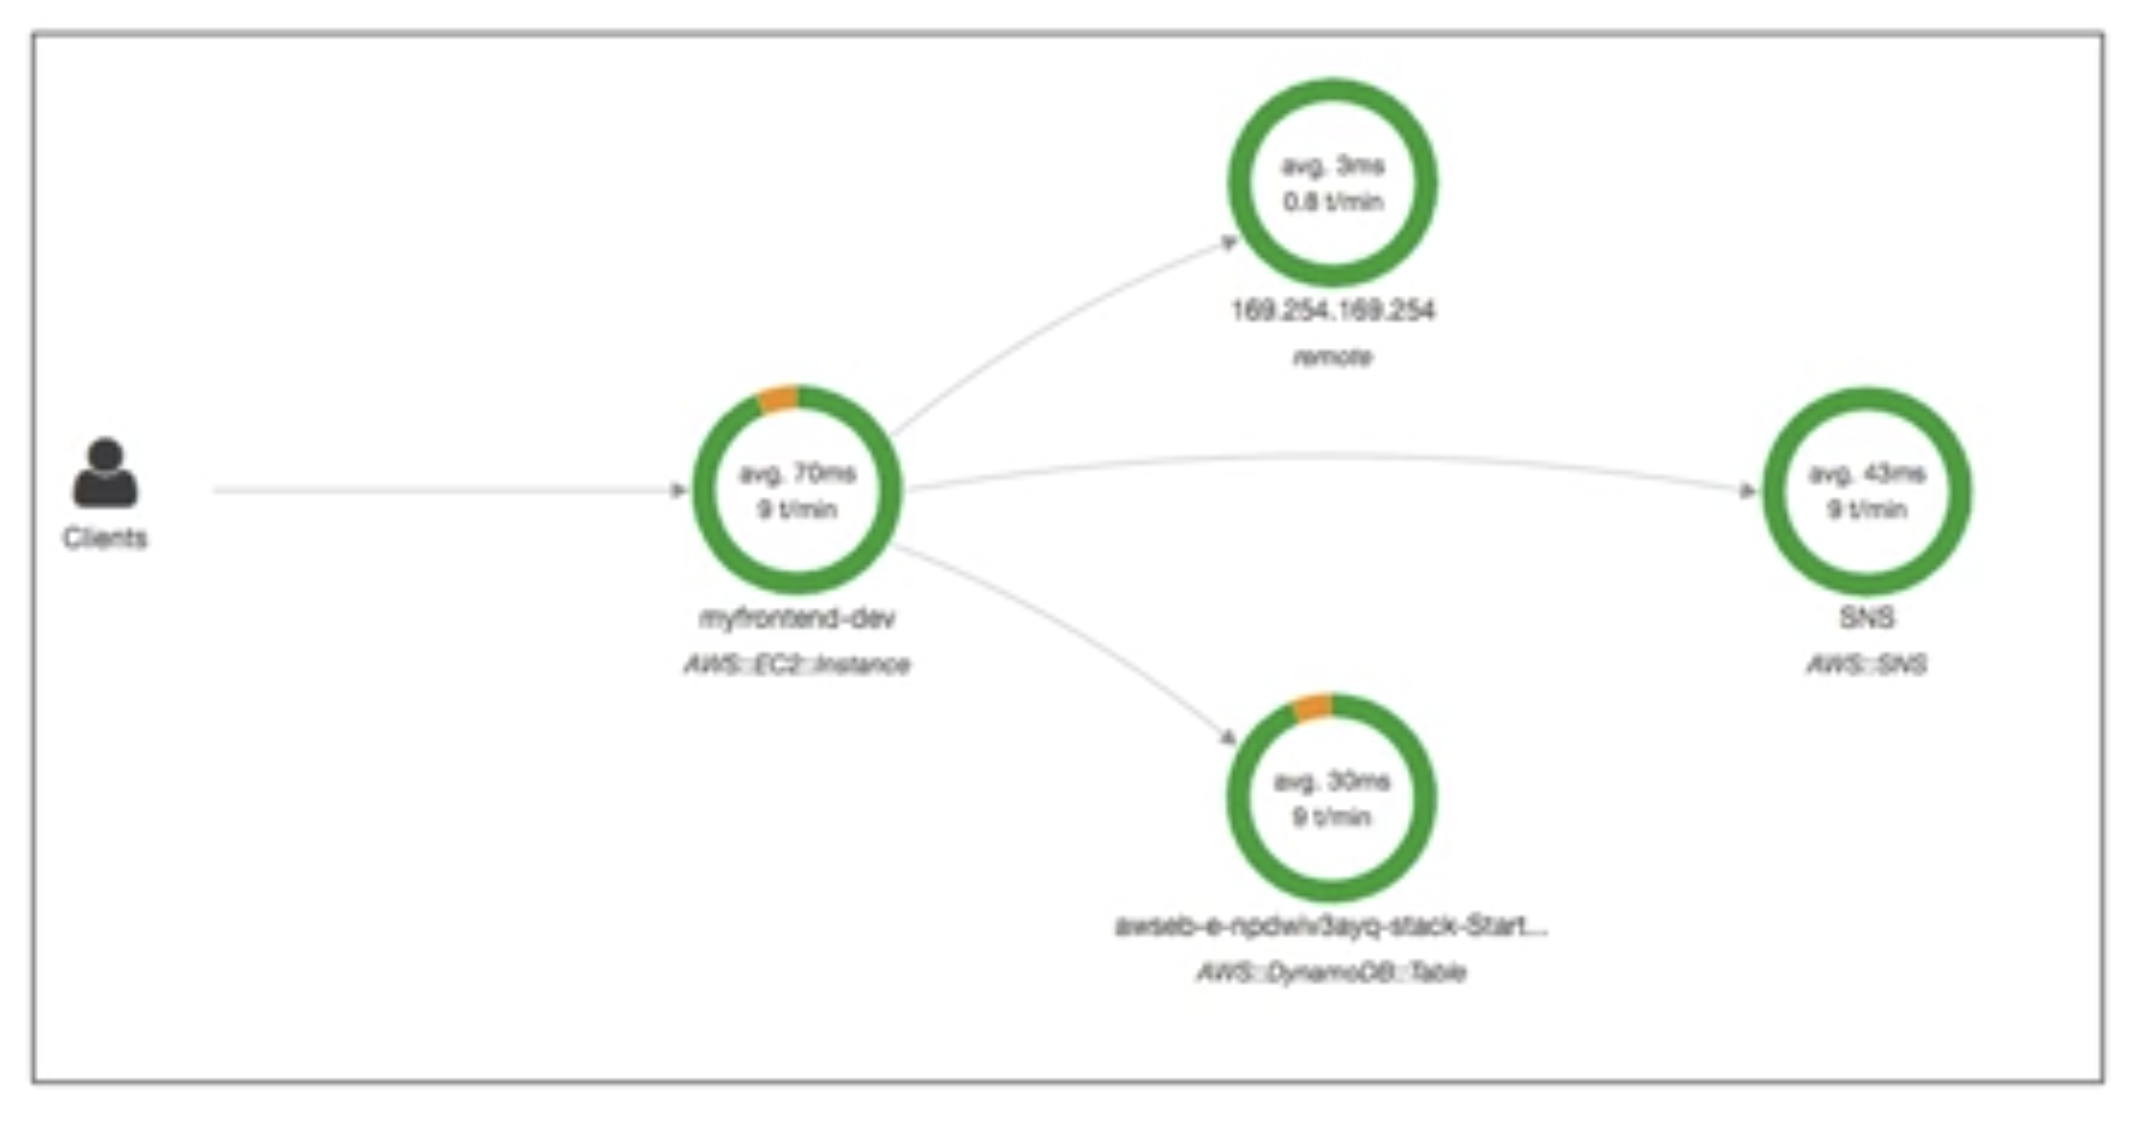 avg. 3ms
0.8 t/min
169.254.169.254
remote
Clients
avg. 70ms
9 t/min
myfrontend-dev
AWS::EC2::Instance
avg. 43ms
9 t/min
SNS
AWS::SNS
avg. 30ms
9 t/min
awseb-e-npdwiv3ayq-stack-Start...
AWS::DynamoDB::Table